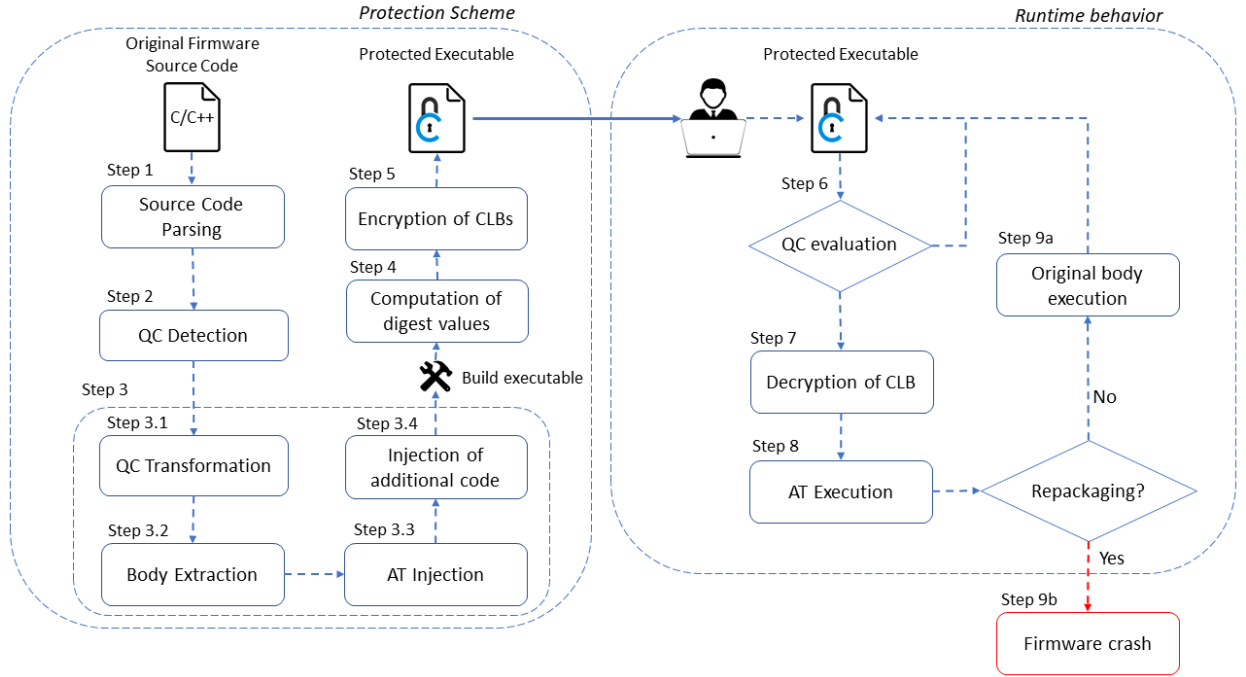 Protection Scheme
Original Firmware
Source Code
C/C++
Step 1
Source Code
Parsing
Step 2
QC Detection
Step 3
Step 3.1
QC Transformation
Step 3.2
Body Extraction
Step 3.3
AT Injection
Step 3.4
Injection of
additional code
Build executable
Step 4
Computation of
digest values
Step 5
Encryption of CLBs
Protected Executable
Runtime behavior
Protected Executable
Step 6
QC evaluation
Step 7
Decryption of CLB
Step 8
AT Execution
Repackaging?
No
Step 9a
Original body
execution
Yes
Step 9b
Firmware crash